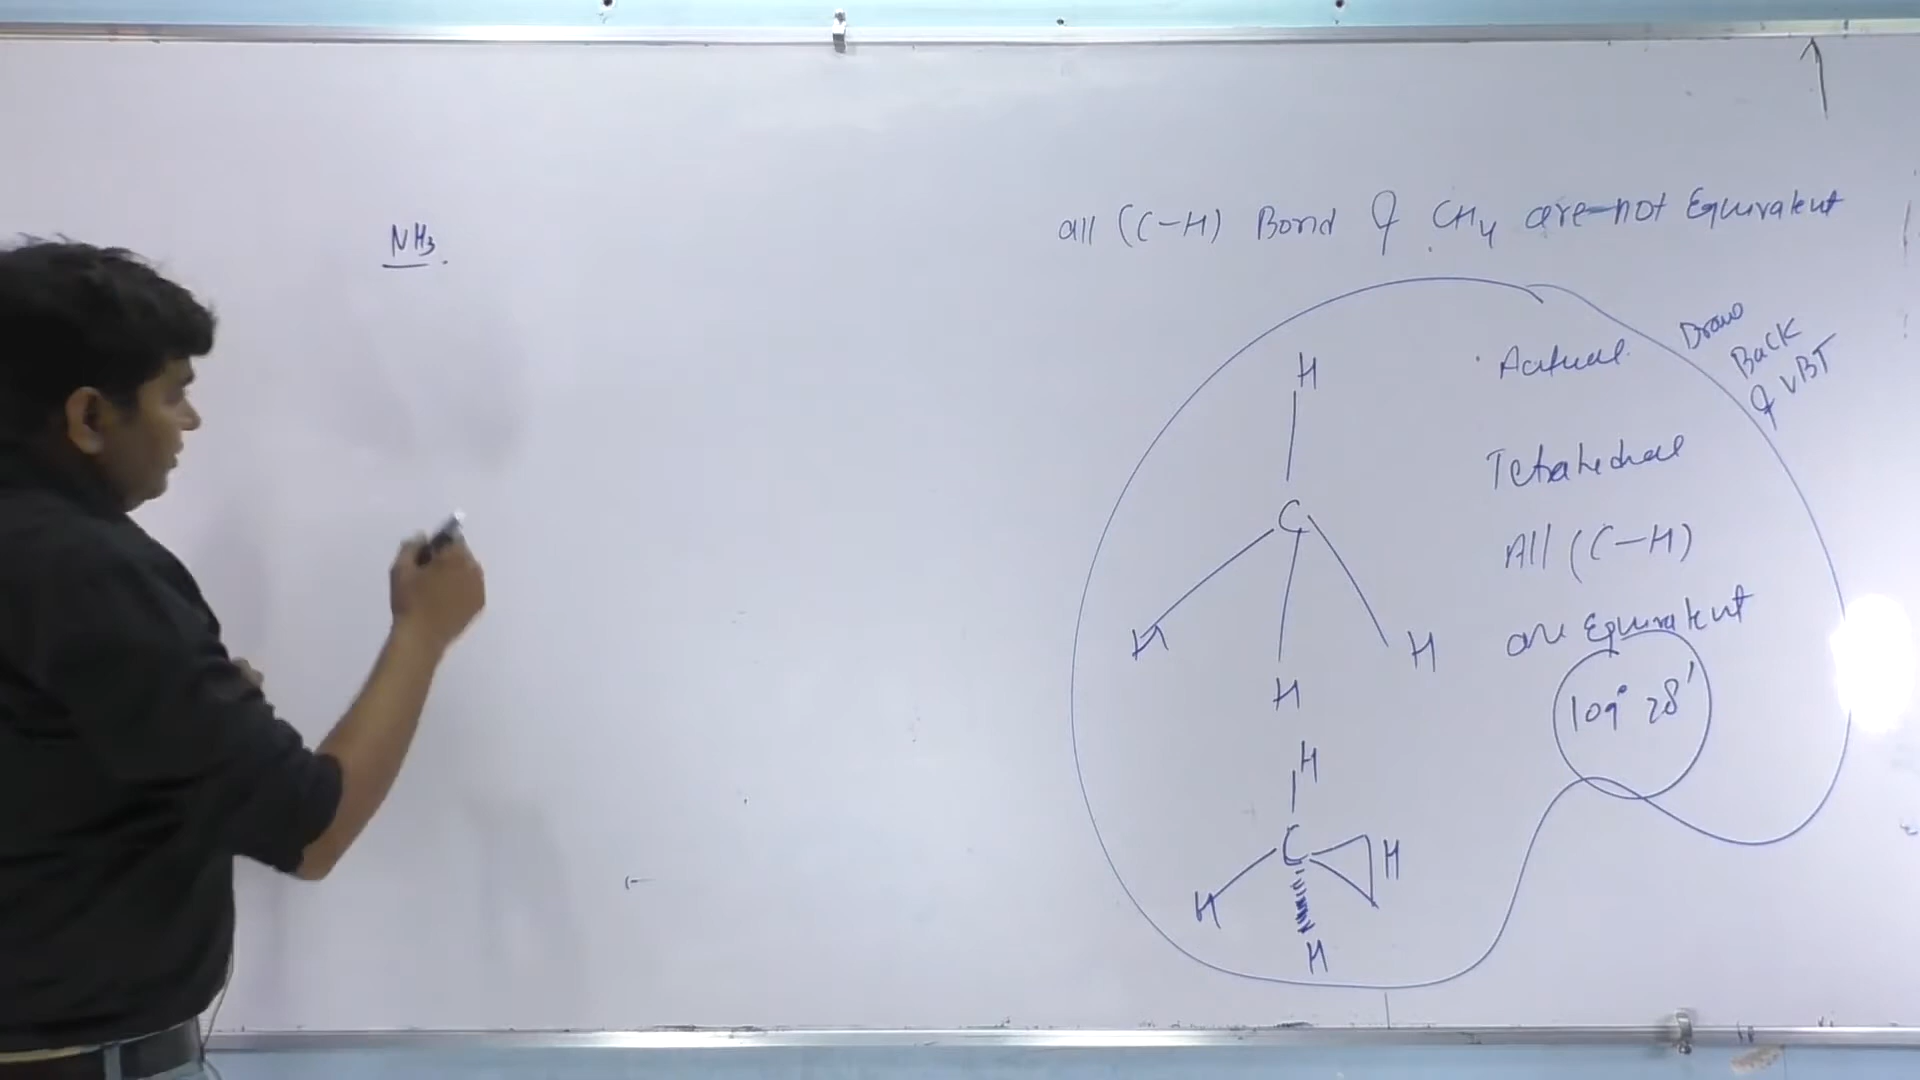 NH₃.
all (C-H) Bond of CH₄ are not Equivalent
Actual
Draw
Back
of VBT
Tetrahedral
All (C-H)
are Equivalent
109° 28'
H
C
H
H
H
H
C
H
H
H